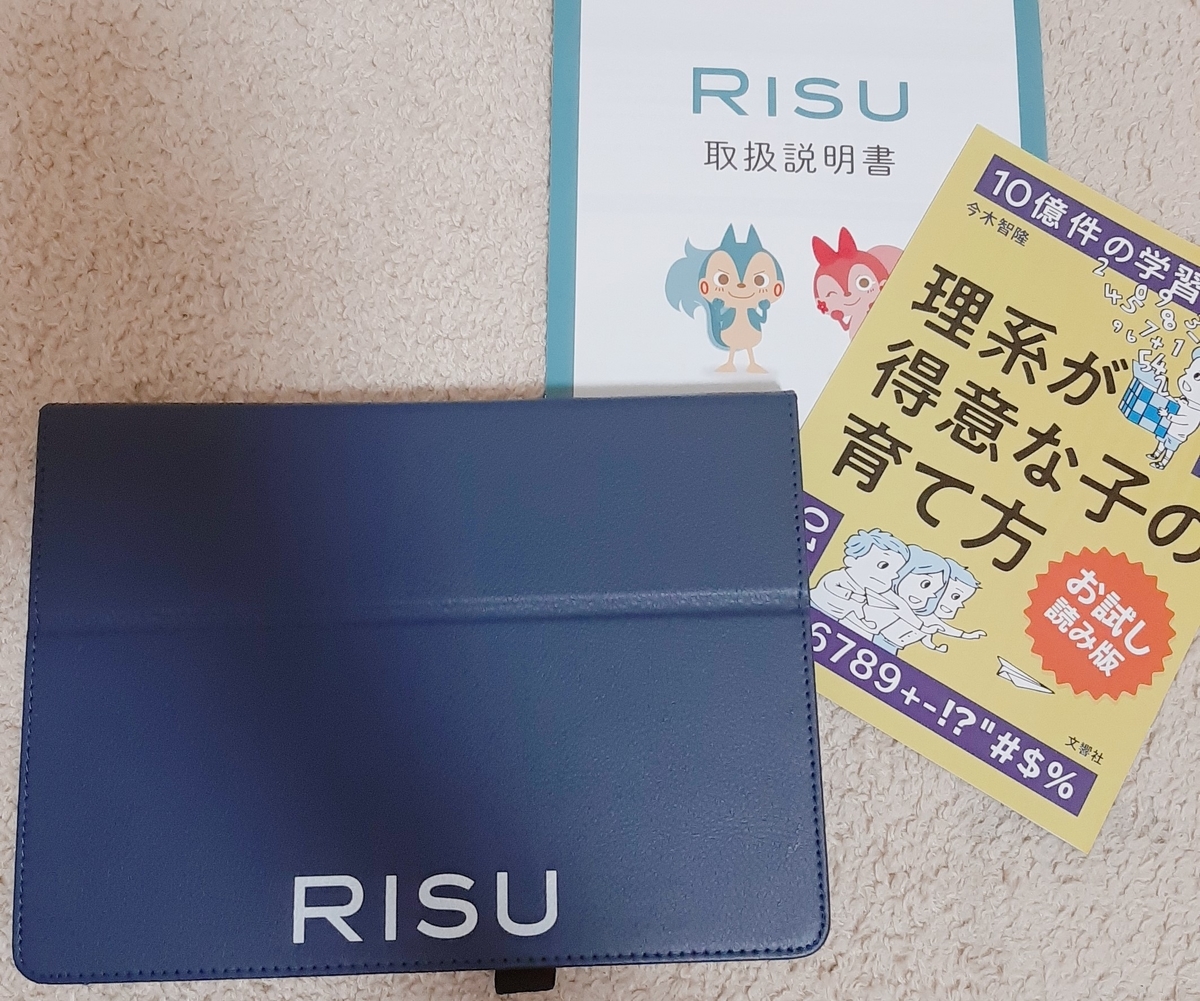 RISU
取扱説明書
10億件の学習
今木智隆
理系が
得意な子の
育て方
お試し
読み版
6789+-!?"#$%
文響社
RISU